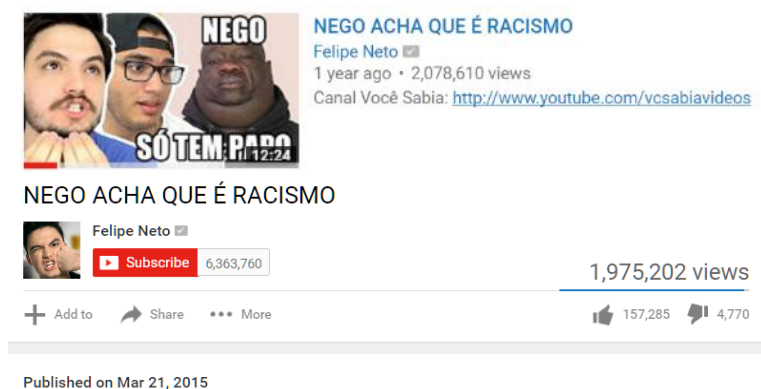 NEGO
SÓ TEM PAPO
12:24
NEGO ACHA QUE É RACISMO
Felipe Neto
1 year ago • 2,078,610 views
Canal Você Sabia: http://www.youtube.com/vcsabiavideos
NEGO ACHA QUE É RACISMO
Felipe Neto
Subscribe 6,363,760
1,975,202 views
Add to Share More 157,285 4,770
Published on Mar 21, 2015